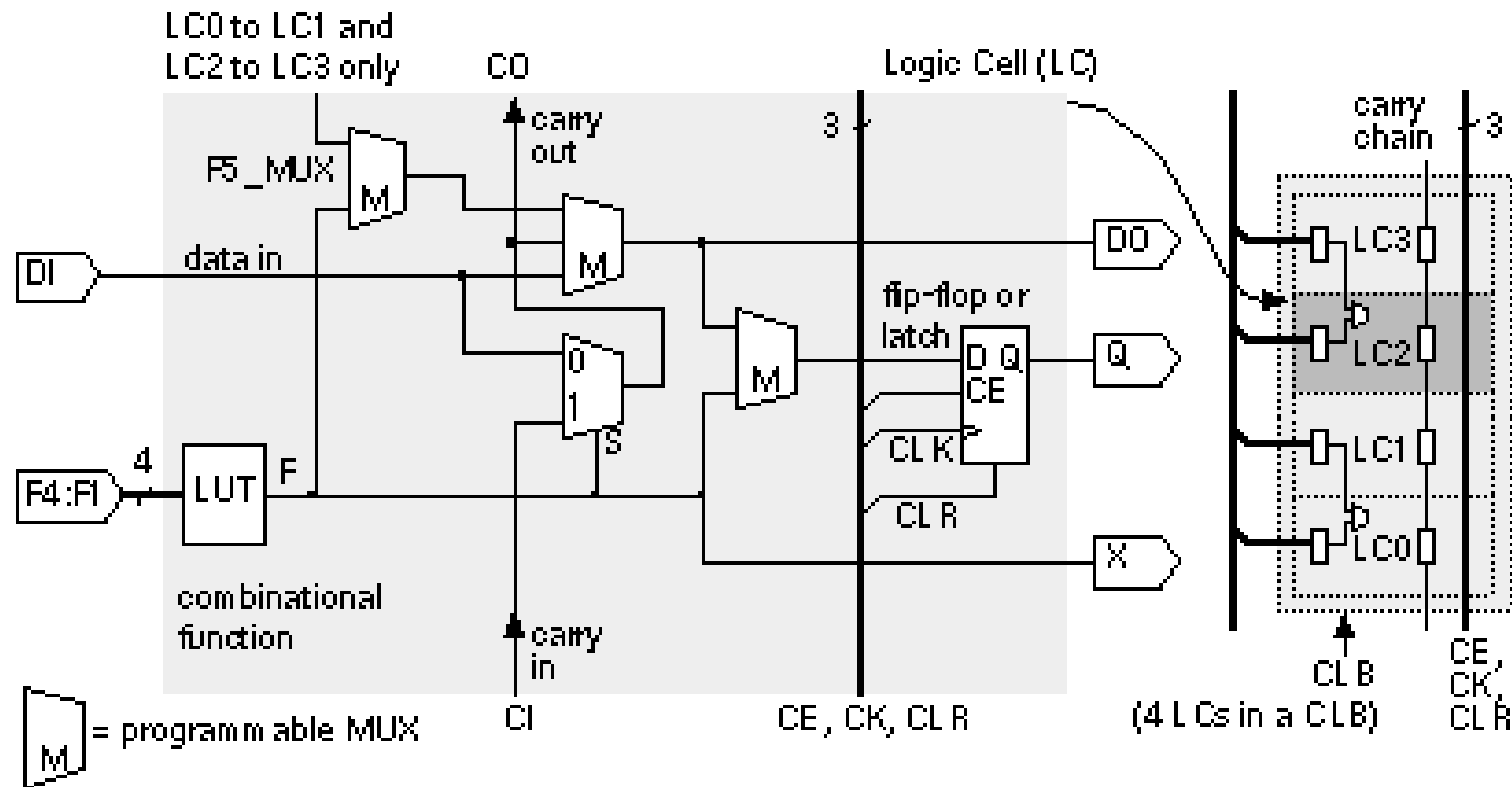 LC0 to LC1 and
LC2 to LC3 only
CO
Logic Cell (LC)
carry
out
3
carry
chain
3
F5_MUX
M
DI
data in
M
DO
LC3
flip-flop or
latch
0
1
S
M
D Q
CE
CLK
CLR
Q
LC2
4
F4:F1
LUT
F
X
LC1
LC0
combinational
function
carry
in
CI
CE, CK, CLR
CLB
(4 LCs in a CLB)
CE,
CK,
CLR
M
= programmable MUX